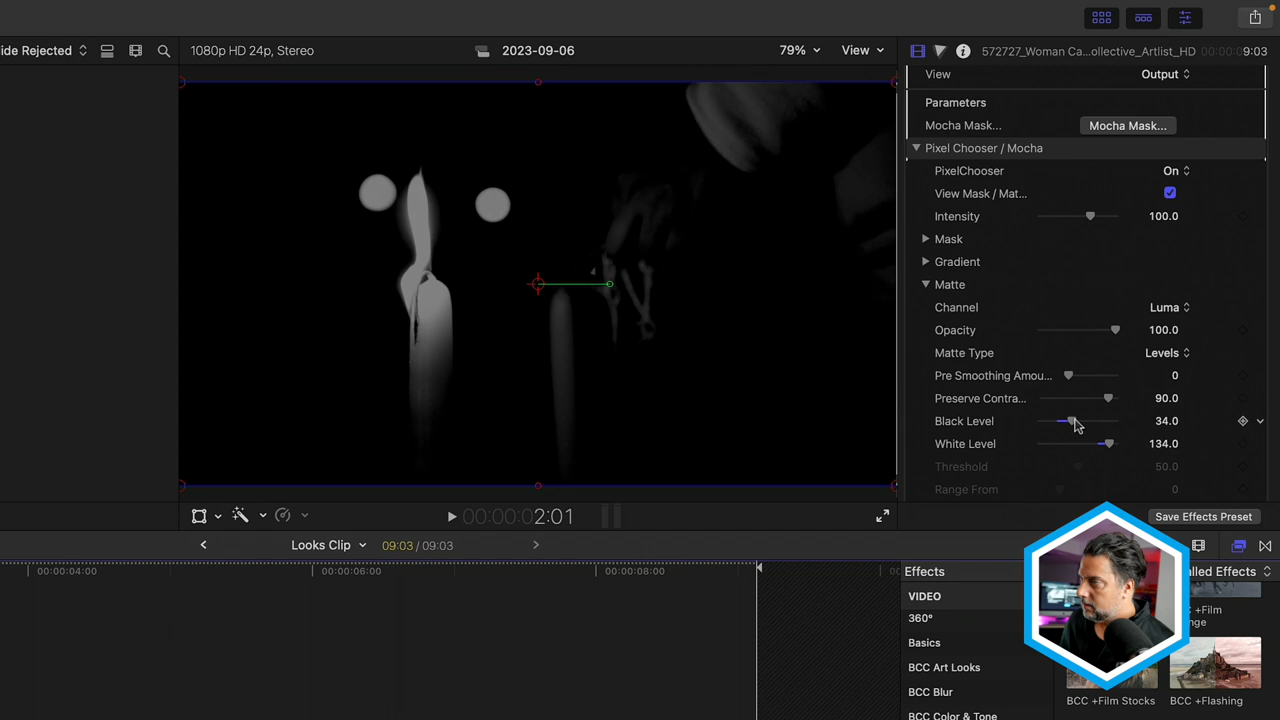 ide Rejected
1080p HD 24p, Stereo
2023-09-06
79%
View
572727_Woman Ca...ollective_Artlist_HD
00:00:09:03
View
Output
Parameters
Mocha Mask...
Mocha Mask...
Pixel Chooser / Mocha
PixelChooser
On
View Mask / Mat...
Intensity
100.0
Mask
Gradient
Matte
Channel
Luma
Opacity
100.0
Matte Type
Levels
Pre Smoothing Amou...
0
Preserve Contra...
90.0
Black Level
34.0
White Level
134.0
Threshold
50.0
Range From
0
00:00:02:01
Save Effects Preset
Looks Clip
09:03 / 09:03
00:00:04:00
00:00:06:00
00:00:08:00
Effects
alled Effects
VIDEO
360°
Basics
BCC Art Looks
BCC Blur
BCC Color & Tone
BCC +Film
nge
BCC +Film Stocks
BCC +Flashing